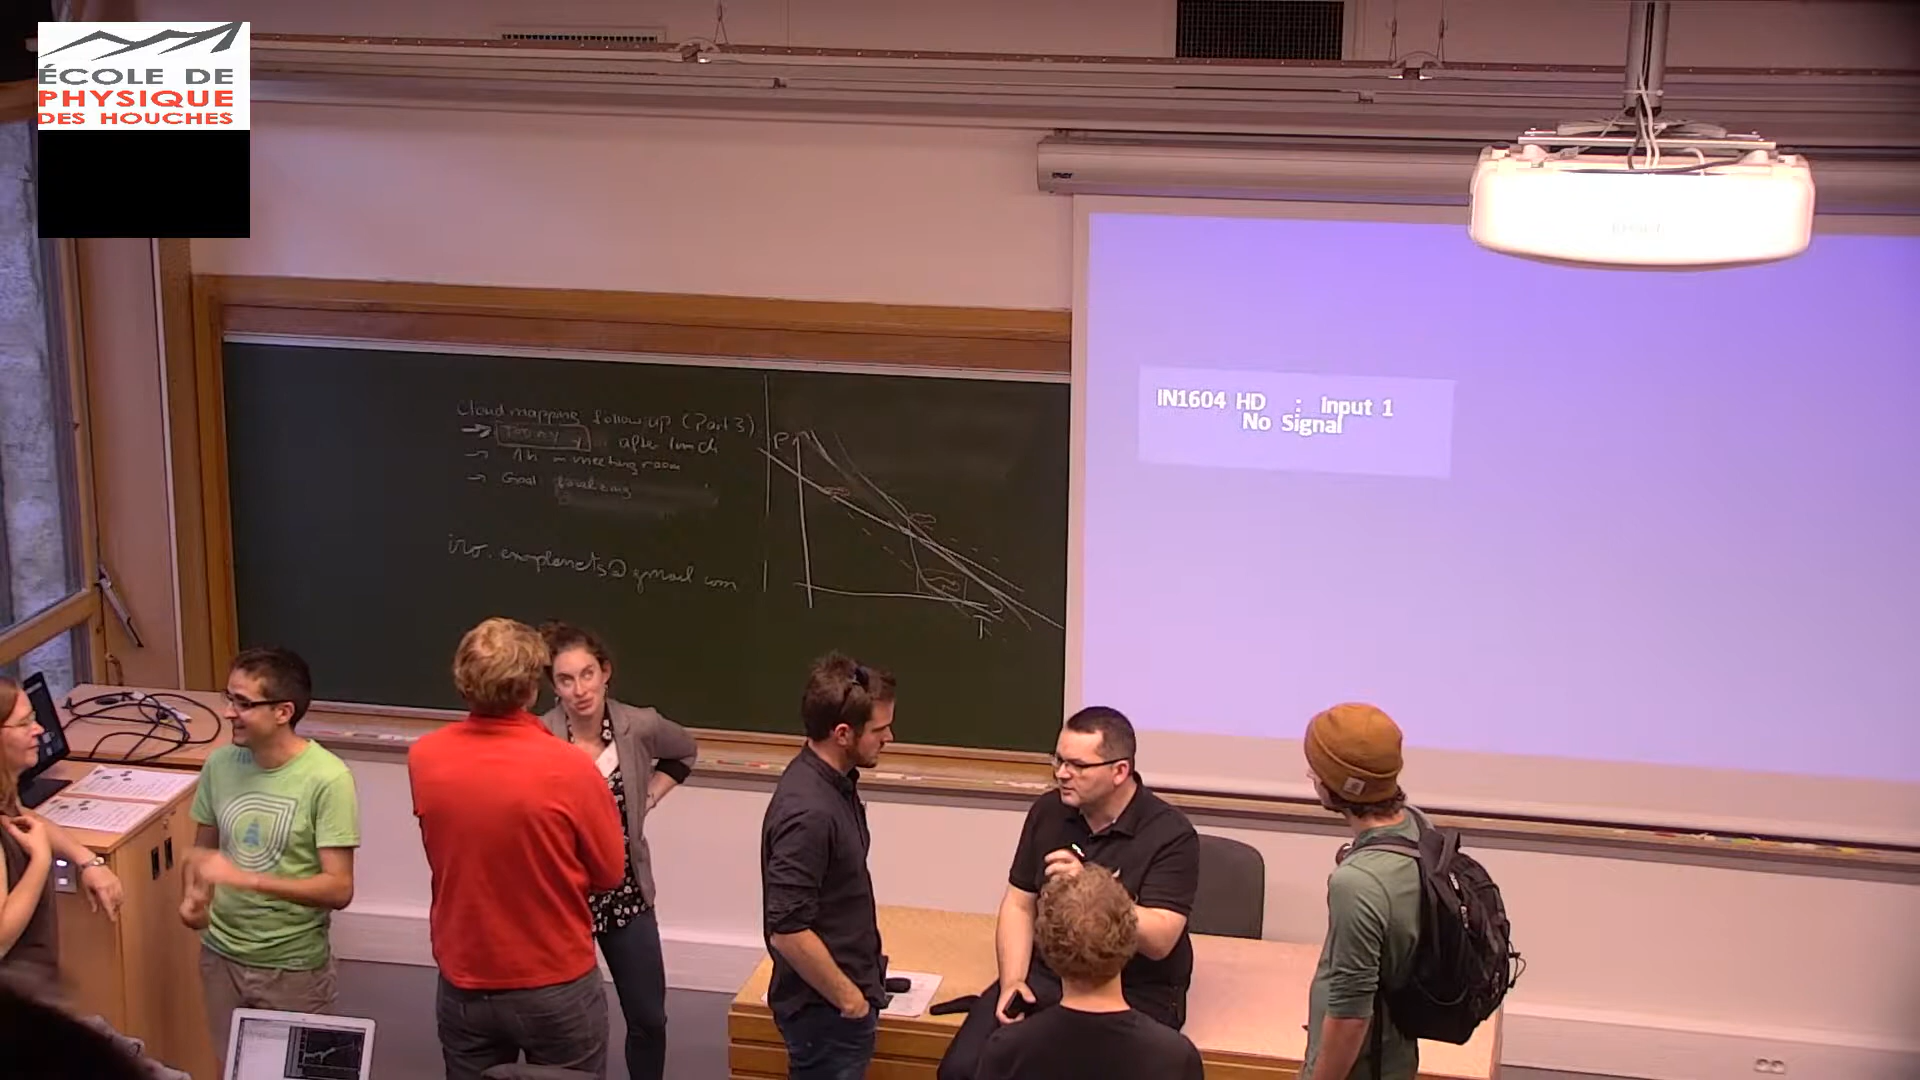 ÉCOLE DE
PHYSIQUE
DES HOUCHES
IN1604 HD : Input 1
No Signal
Cloud mapping follow up (Part 3)
→ TODAY after lunch
→ 1h meeting room
→ Goal
P
T
exoplanets@gmail com